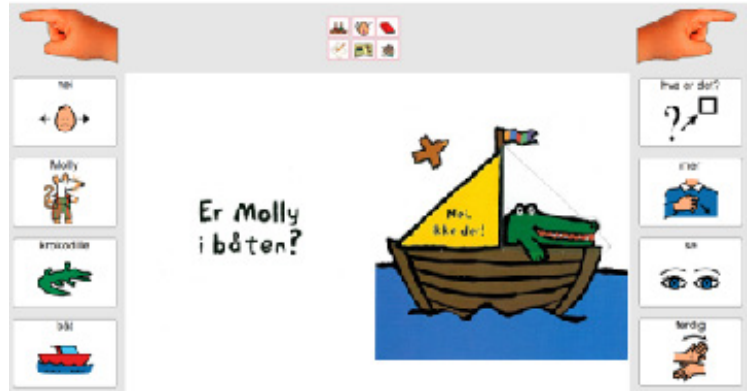 nei
Molly
krokodille
båt
Er Molly
i båten?
Nei,
ikke der!
hva er det?
mer
se
ferdig